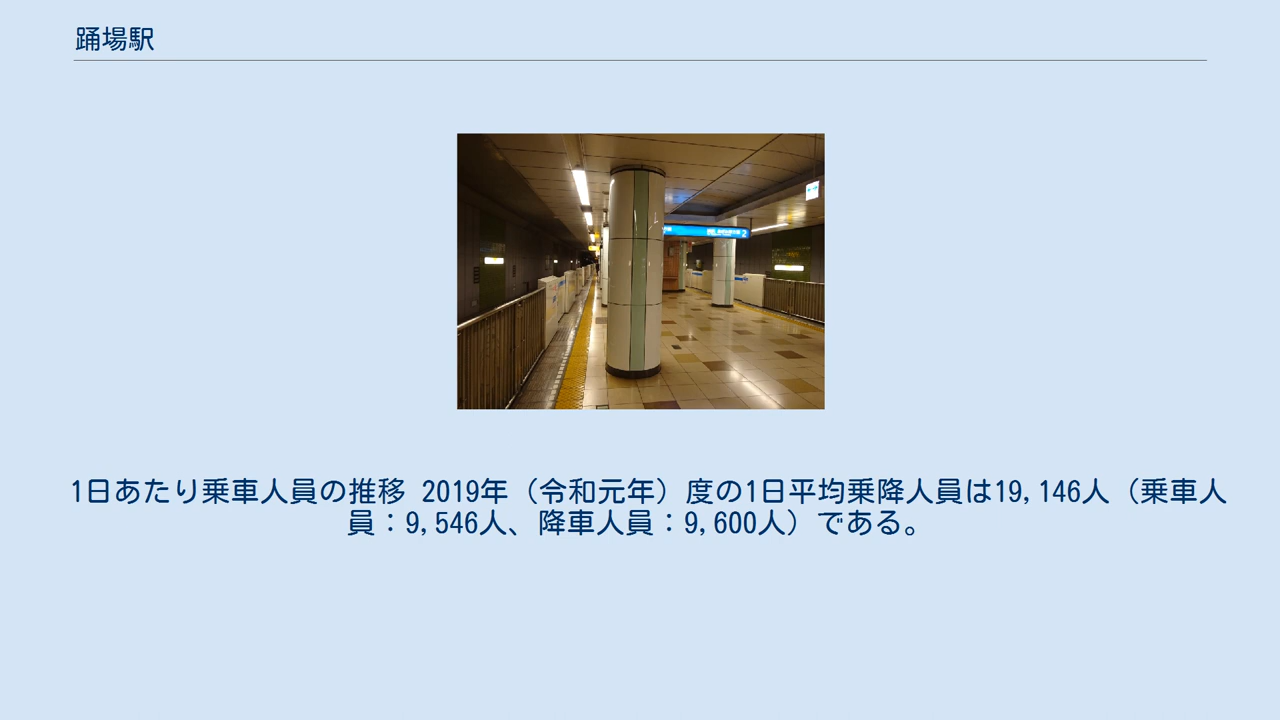 踊場駅
2
1日あたり乗車人員の推移 2019年（令和元年）度の1日平均乗降人員は19,146人（乗車人
員：9,546人、降車人員：9,600人）である。